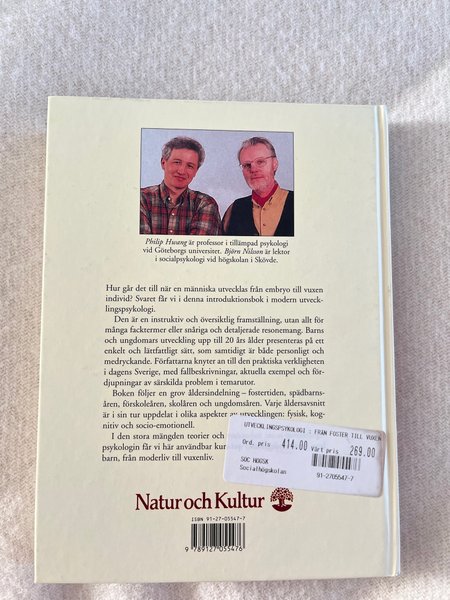 Philip Hwang är professor i tillämpad psykologi
vid Göteborgs universitet. Björn Nilsson är lektor
i socialpsykologi vid högskolan i Skövde.
Hur går det till när en människa utvecklas från embryo till vuxen
individ? Svaret får vi i denna introduktionsbok i modern utveck-
lingspsykologi.
Den är en instruktiv och översiktlig framställning, utan allt för
många facktermer eller snåriga och detaljerade resonemang. Barns
och ungdomars utveckling upp till 20 års ålder presenteras på ett
enkelt och lättfattligt sätt, som samtidigt är både personligt och
medryckande. Författarna knyter an till den praktiska verkligheten
i dagens Sverige, med fallbeskrivningar, aktuella exempel och för-
djupningar av särskilda problem i temarutor.
Boken följer en grov åldersindelning – fostertiden, spädbarns-
åren, förskoleåren, skolåren och ungdomsåren. Varje åldersavsnitt
är i sin tur uppdelat i olika aspekter av utvecklingen: fysisk, kog-
nitiv och socio-emotionell.
I den stora mängden teorier och
psykologin får vi här användbar kun
barn, från moderliv till vuxenliv.
UTVECKLINGSPSYKOLOGI : FRÅN FOSTER TILL VUXEN
Ord. pris 414.00 Vårt pris 269.00
SOC HÖGSK
Socialhögskolan
91-2705547-7
Natur och Kultur
ISBN 91-27-05547-7
9 789127 055476